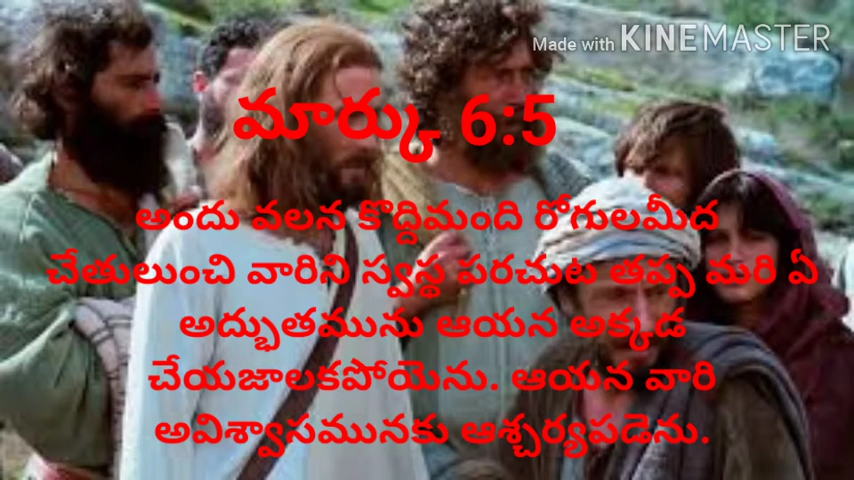 Made with KINEMASTER
మార్కు 6:5
అందు వలన కొద్దిమంది రోగులమీద
చేతులుంచి వారిని స్వస్థ పరచుట తప్ప మరి ఏ
అద్భుతమును ఆయన అక్కడ
చేయజాలకపోయెను. ఆయన వారి
అవిశ్వాసమునకు ఆశ్చర్యపడెను.